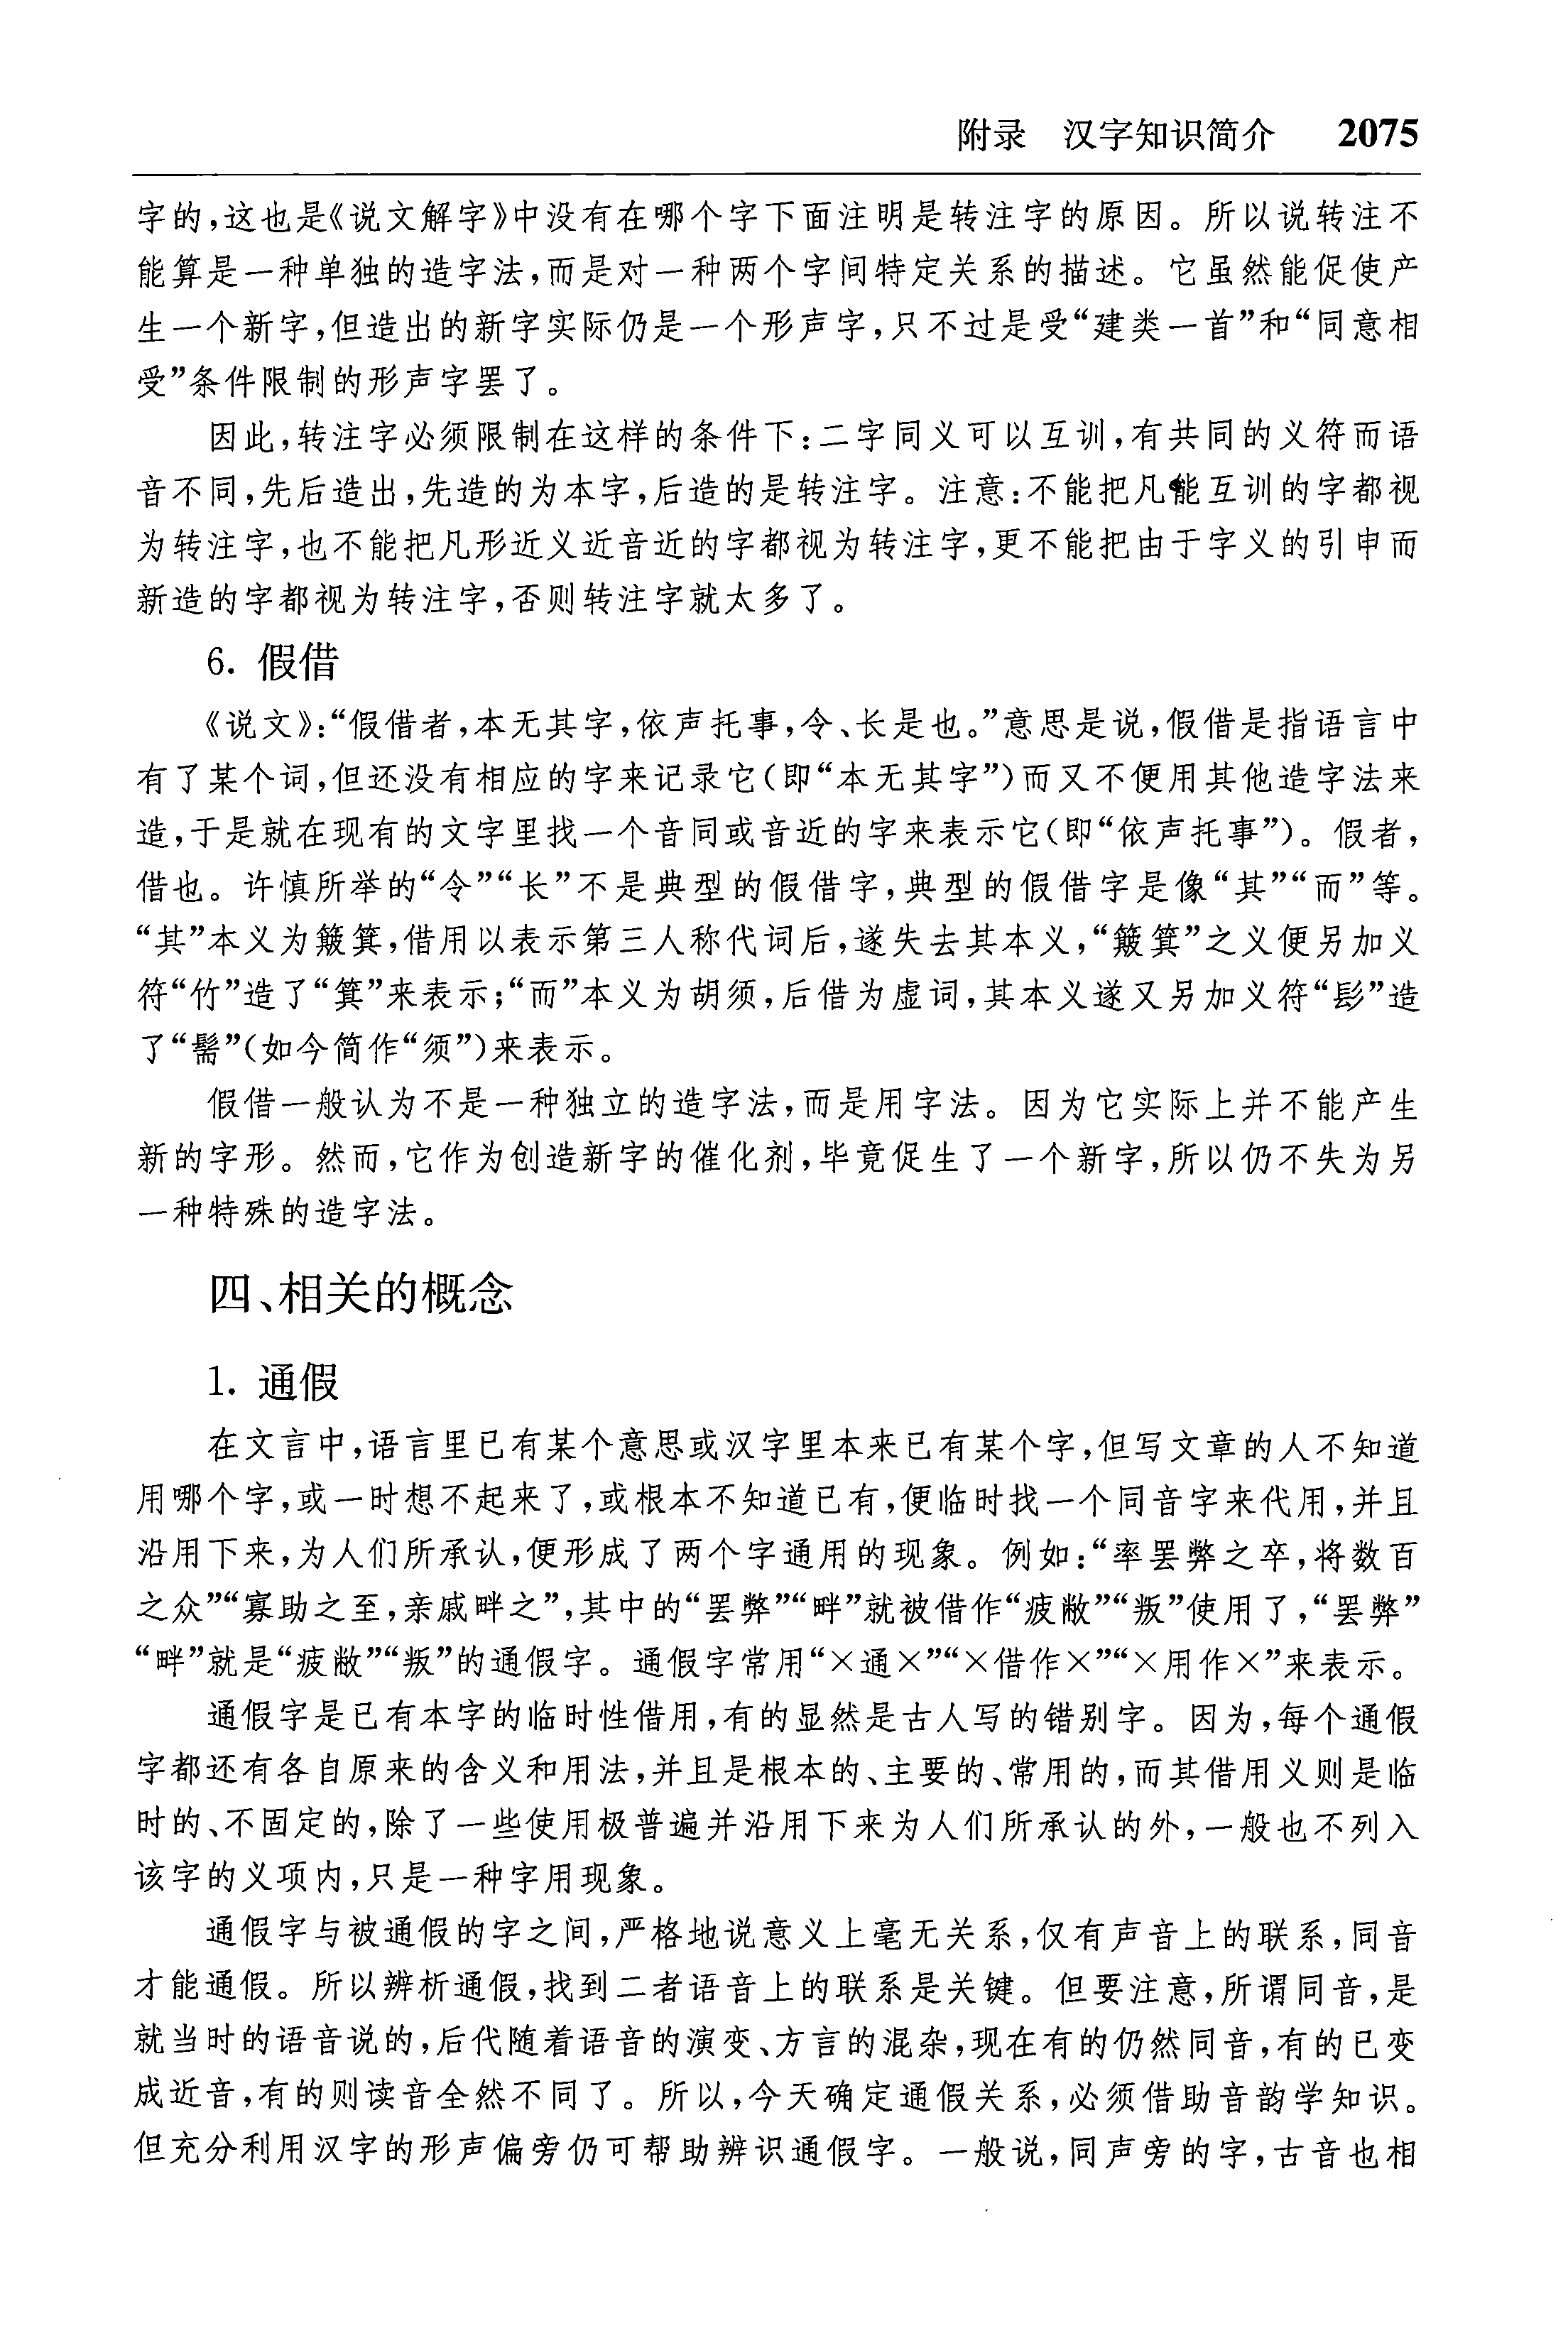 附录　汉字知识简介　2075
字的,这也是《说文解字》中没有在哪个字下面注明是转注字的原因。所以说转注不
能算是一种单独的造字法,而是对一种两个字间特定关系的描述。它虽然能促使产
生一个新字,但造出的新字实际仍是一个形声字,只不过是受“建类一首”和“同意相
受”条件限制的形声字罢了。
因此,转注字必须限制在这样的条件下:二字同义可以互训,有共同的义符而语
音不同,先后造出,先造的为本字,后造的是转注字。注意:不能把凡能互训的字都视
为转注字,也不能把凡形近义近音近的字都视为转注字,更不能把由于字义的引申而
新造的字都视为转注字,否则转注字就太多了。
6. 假借
《说文》:“假借者,本无其字,依声托事,令、长是也。”意思是说,假借是指语言中
有了某个词,但还没有相应的字来记录它(即“本无其字”)而又不便用其他造字法来
造,于是就在现有的文字里找一个音同或音近的字来表示它(即“依声托事”)。假者,
借也。许慎所举的“令”“长”不是典型的假借字,典型的假借字是像“其”“而”等。
“其”本义为簸箕,借用以表示第三人称代词后,遂失去其本义,“簸箕”之义便另加义
符“竹”造了“箕”来表示;“而”本义为胡须,后借为虚词,其本义遂又另加义符“髟”造
了“髵”(如今简作“须”)来表示。
假借一般认为不是一种独立的造字法,而是用字法。因为它实际上并不能产生
新的字形。然而,它作为创造新字的催化剂,毕竟促生了一个新字,所以仍不失为另
一种特殊的造字法。
四、相关的概念
1. 通假
在文言中,语言里已有某个意思或汉字里本来已有某个字,但写文章的人不知道
用哪个字,或一时想不起来了,或根本不知道已有,便临时找一个同音字来代用,并且
沿用下来,为人们所承认,便形成了两个字通用的现象。例如:“率罢弊之卒,将数百
之众”“寡助之至,亲戚畔之”,其中的“罢弊”“畔”就被借作“疲敝”“叛”使用了,“罢弊”
“畔”就是“疲敝”“叛”的通假字。通假字常用“×通×”“×借作×”“×用作×”来表示。
通假字是已有本字的临时性借用,有的显然是古人写的错别字。因为,每个通假
字都还有各自原来的含义和用法,并且是根本的、主要的、常用的,而其借用义则是临
时的、不固定的,除了一些使用极普遍并沿用下来为人们所承认的外,一般也不列入
该字的义项内,只是一种字用现象。
通假字与被通假的字之间,严格地说意义上毫无关系,仅有声音上的联系,同音
才能通假。所以辨析通假,找到二者语音上的联系是关键。但要注意,所谓同音,是
就当时的语音说的,后代随着语音的演变、方言的混杂,现在有的仍然同音,有的已变
成近音,有的则读音全然不同了。所以,今天确定通假关系,必须借助音韵学知识。
但充分利用汉字的形声偏旁仍可帮助辨识通假字。一般说,同声旁的字,古音也相